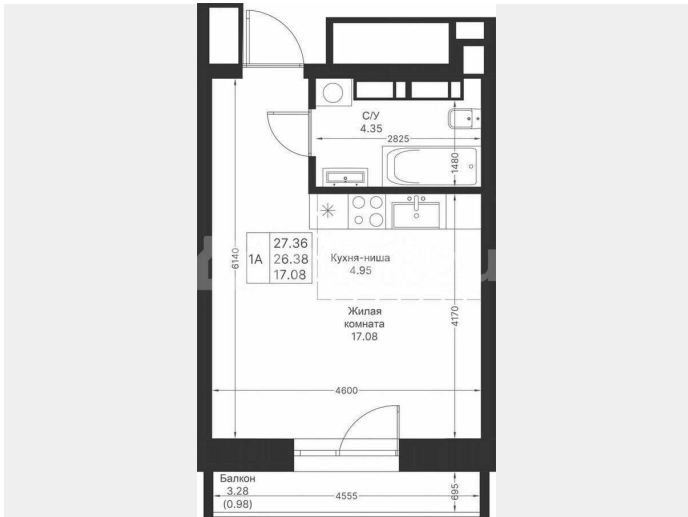 С/У
4.35
2825
1480
27.36
1А
26.38
17.08
6140
Кухня-ниша
4.95
Жилая
комната
17.08
4170
4600
Балкон
3.28
(0.98)
4555
695